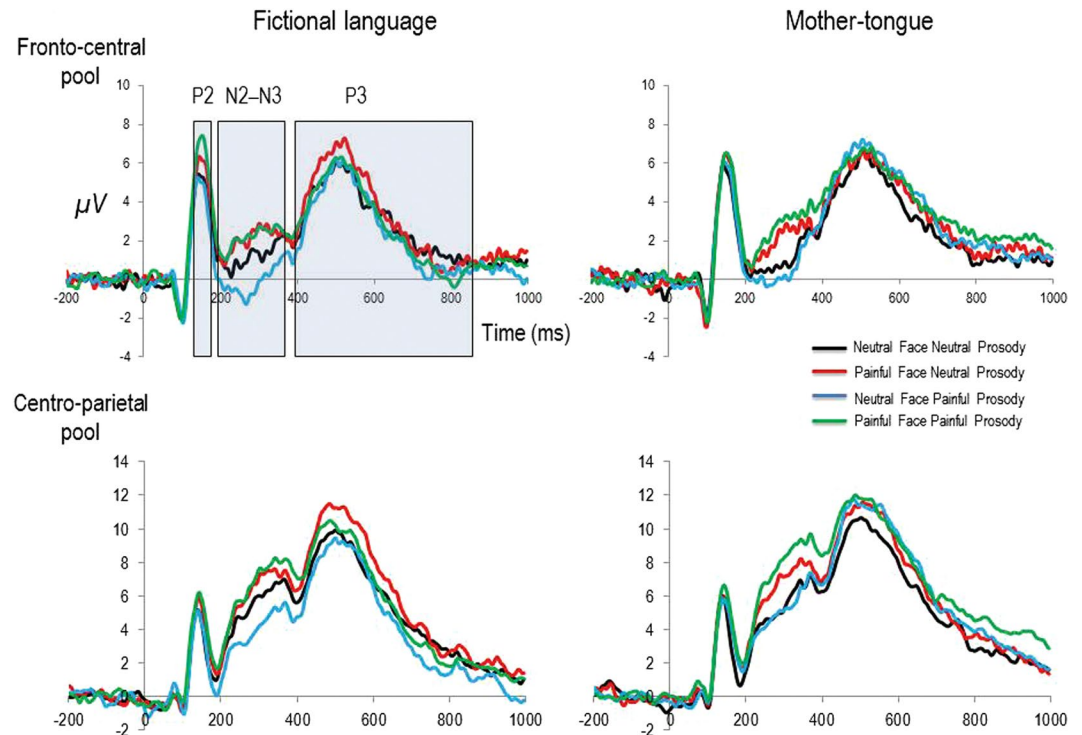 Fictional language
Mother-tongue
Fronto-central
pool
P2 N2–N3 P3
µV
10
8
6
4
2
0
-2
-4
-200 0 200 400 600 800 1000
Time (ms)
10
8
6
4
2
0
-2
-4
-200 0 200 400 600 800 1000
Neutral Face Neutral Prosody
Painful Face Neutral Prosody
Neutral Face Painful Prosody
Painful Face Painful Prosody
Centro-parietal
pool
14
12
10
8
6
4
2
0
-2
-200 0 200 400 600 800 1000
14
12
10
8
6
4
2
0
-2
-200 0 200 400 600 800 1000